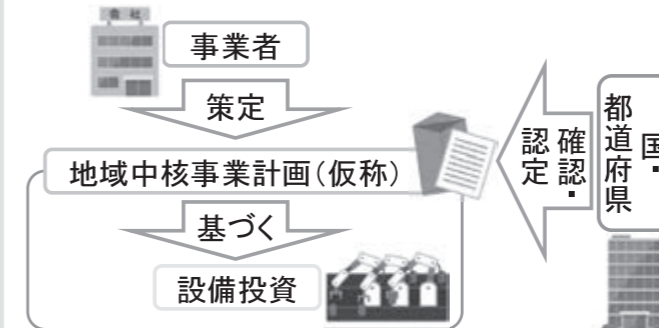 会社
事業者
策定
地域中核事業計画(仮称)
基づく
設備投資
確認・
認定
国・
都道府県